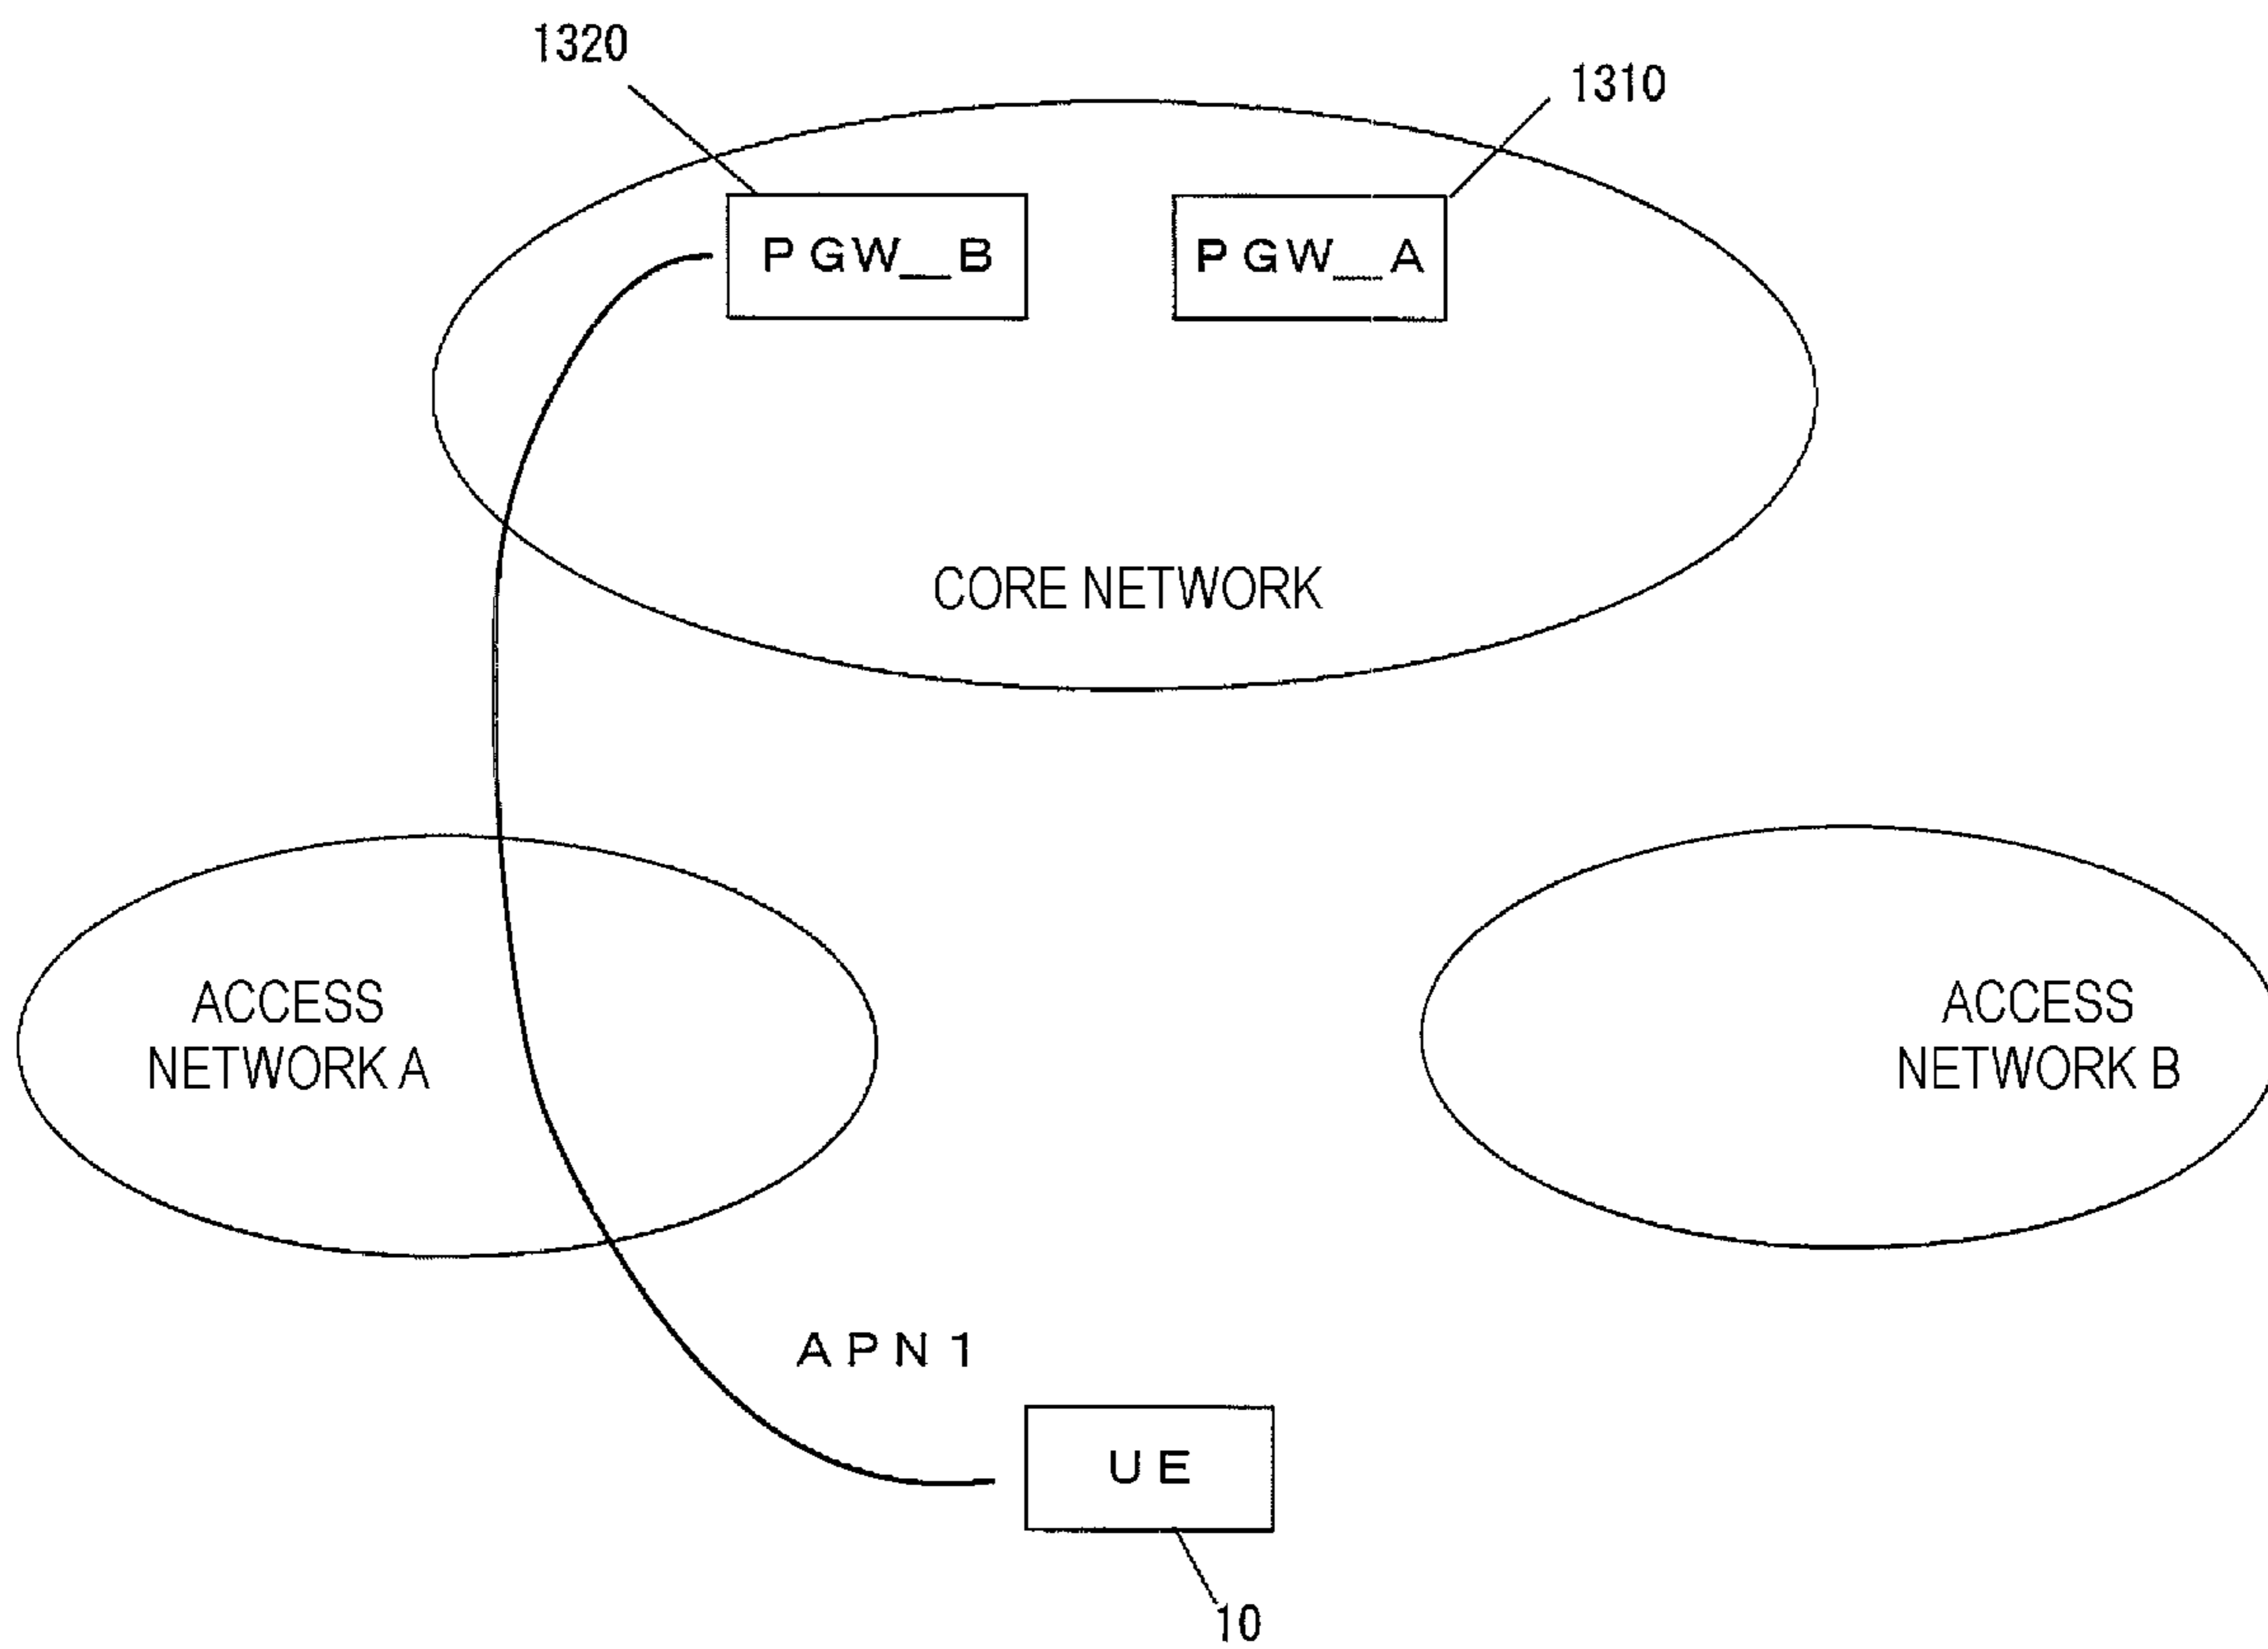 1320
1310
PGW_B
PGW_A
CORE NETWORK
ACCESS
NETWORK A
ACCESS
NETWORK B
APN1
UE
10